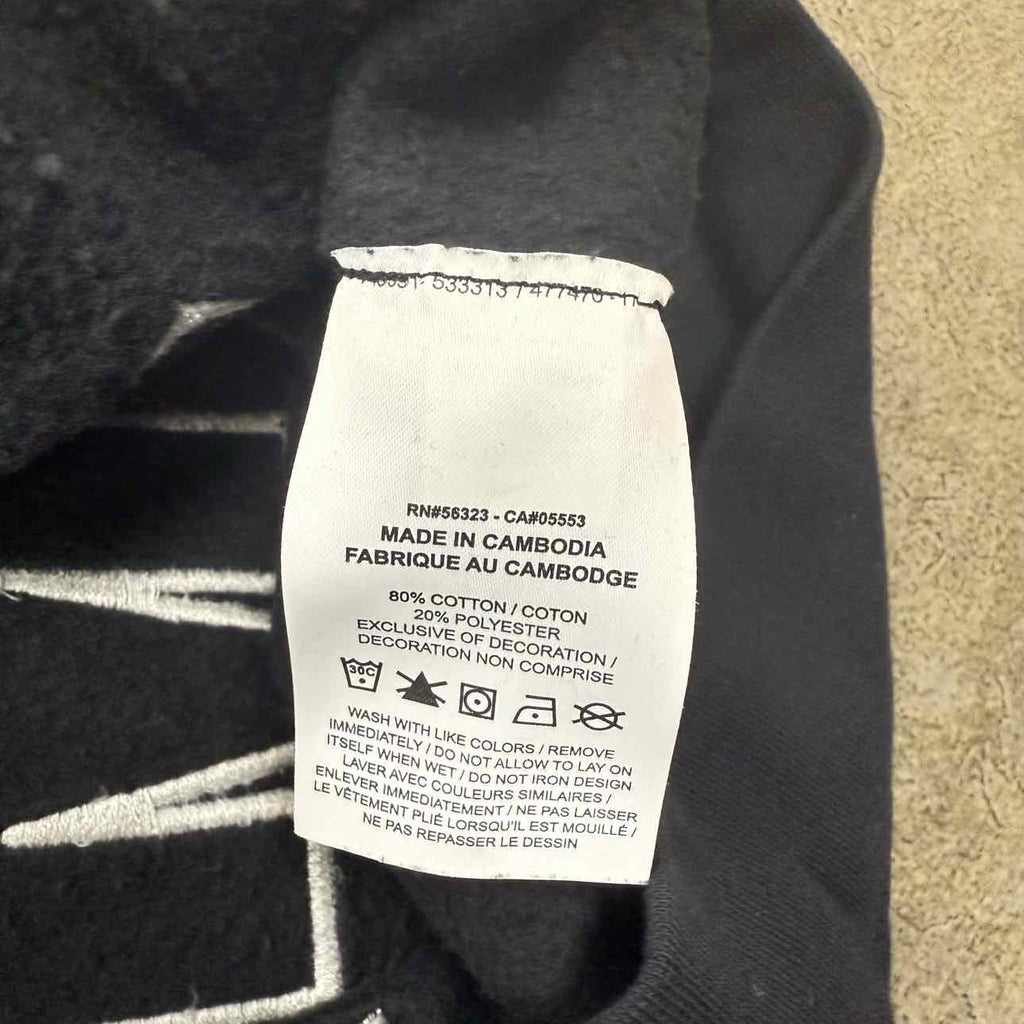 533313 / 477470
RN#56323 - CA#05553
MADE IN CAMBODIA
FABRIQUE AU CAMBODGE
80% COTTON / COTON
20% POLYESTER
EXCLUSIVE OF DECORATION /
DECORATION NON COMPRISE
30C
WASH WITH LIKE COLORS / REMOVE
IMMEDIATELY / DO NOT ALLOW TO LAY ON
ITSELF WHEN WET / DO NOT IRON DESIGN
LAVER AVEC COULEURS SIMILAIRES /
ENLEVER IMMEDIATEMENT / NE PAS LAISSER
LE VÊTEMENT PLIÉ LORSQU'IL EST MOUILLÉ /
NE PAS REPASSER LE DESSIN